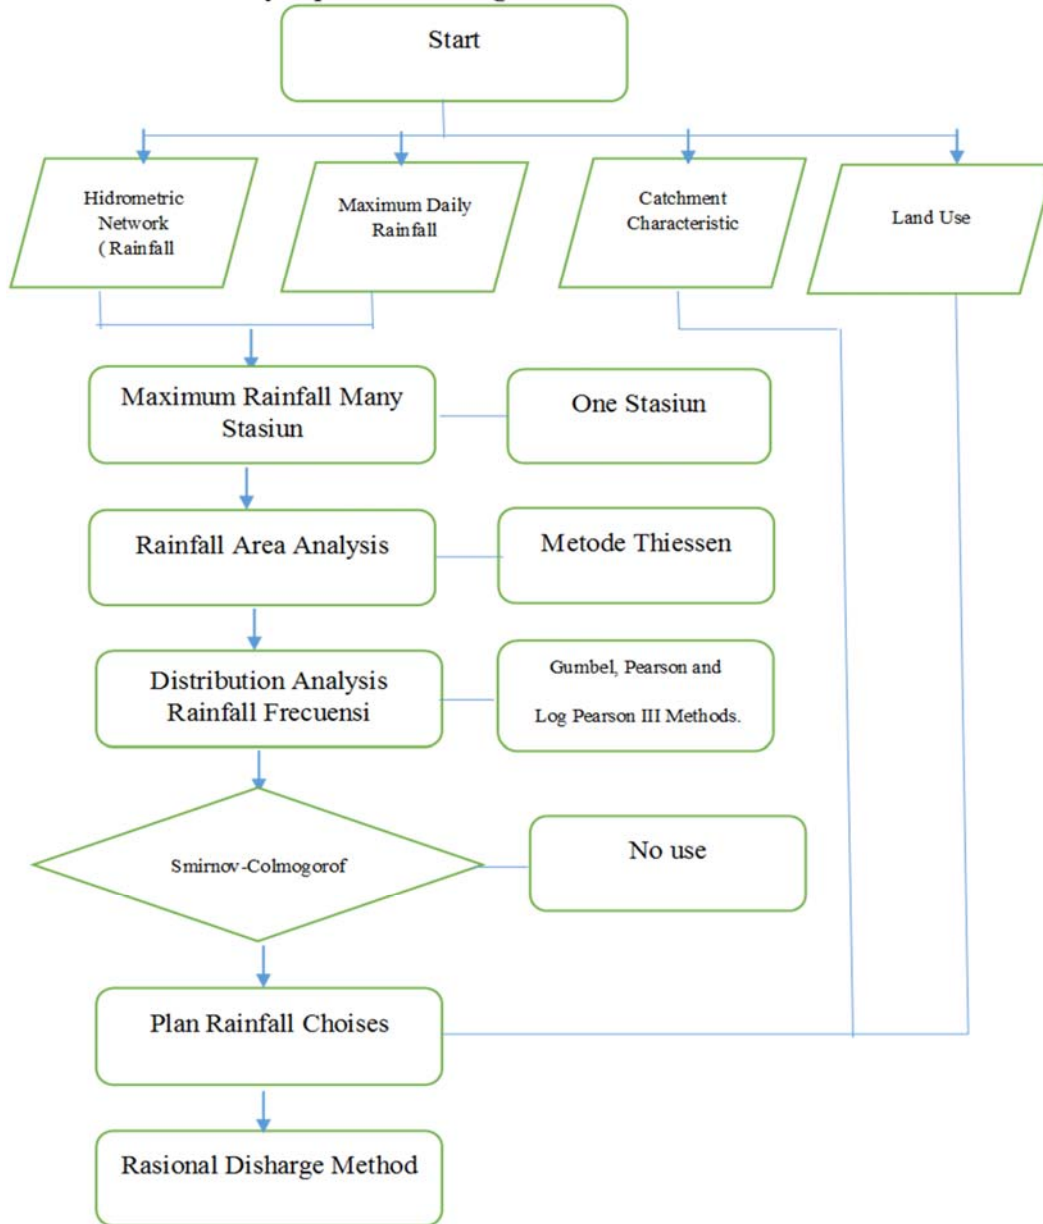 Start
Hidrometric
Network
( Rainfall
Maximum Daily
Rainfall
Catchment
Characteristic
Land Use
Maximum Rainfall Many
Stasiun
One Stasiun
Rainfall Area Analysis
Metode Thiessen
Distribution Analysis
Rainfall Frecuensi
Gumbel, Pearson and
Log Pearson III Methods.
Smirnov-Colmogorof
No use
Plan Rainfall Choises
Rasional Disharge Method